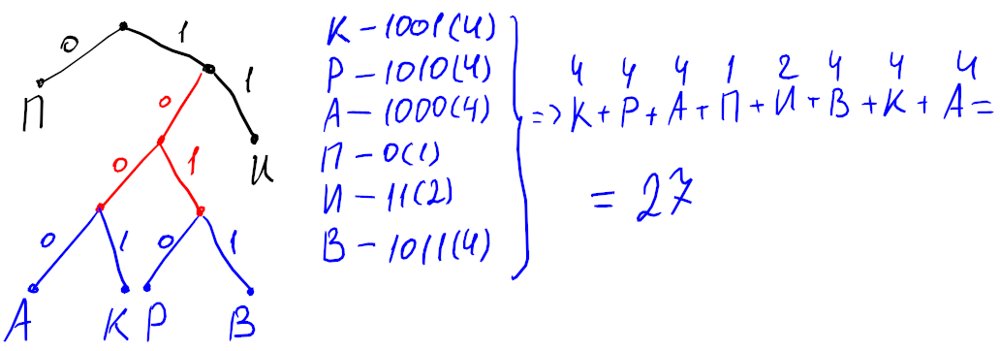 0 1
П
0 1
И
0 1
0 1 0 1
А К Р В
К – 1001(4)
Р – 1010(4)
А – 1000(4)
П – 0(1)
И – 11(2)
В – 1011(4)
4 4 4 1 2 4 4 4
=> К + Р + А + П + И + В + К + А =
= 27